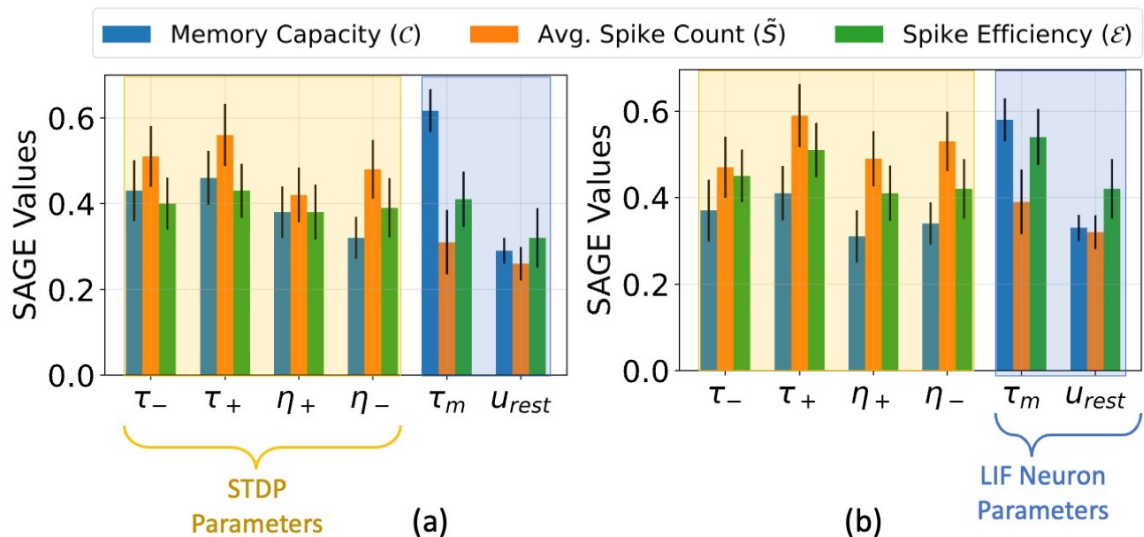 Memory Capacity (𝒞) Avg. Spike Count (S̃) Spike Efficiency (ℰ)
SAGE Values
0.6
0.4
0.2
0.0
τ₋ τ₊ η₊ η₋ τₘ u_rest
STDP
Parameters
(a)
SAGE Values
0.6
0.4
0.2
0.0
τ₋ τ₊ η₊ η₋ τₘ u_rest
LIF Neuron
Parameters
(b)